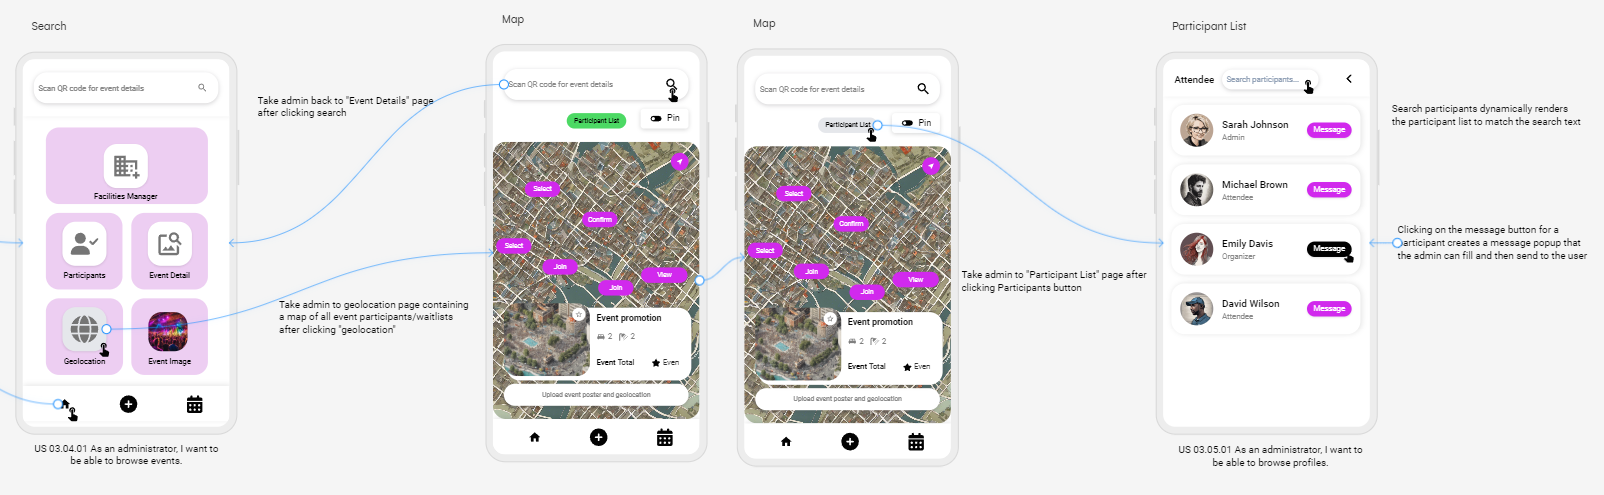 Search
Scan QR code for event details
Facilities Manager
Participants
Event Detail
Geolocation
Event Image
US 03.04.01 As an administrator, I want to
be able to browse events.
Take admin back to "Event Details" page
after clicking search
Take admin to geolocation page containing
a map of all event participants/waitlists
after clicking "geolocation"
Map
Scan QR code for event details
Participant List
Pin
Select
Confirm
Select
Join
View
Join
Event promotion
2
2
Event Total
Even
Upload event poster and geolocation
Map
Scan QR code for event details
Participant List
Pin
Select
Confirm
Select
Join
View
Join
Event promotion
2
2
Event Total
Even
Upload event poster and geolocation
Take admin to "Participant List" page after
clicking Participants button
Participant List
Attendee
Search participants...
Sarah Johnson
Admin
Message
Michael Brown
Attendee
Message
Emily Davis
Organizer
Message
David Wilson
Attendee
Message
US 03.05.01 As an administrator, I want to
be able to browse profiles.
Search participants dynamically renders
the participant list to match the search text
Clicking on the message button for a
participant creates a message popup that
the admin can fill and then send to the user